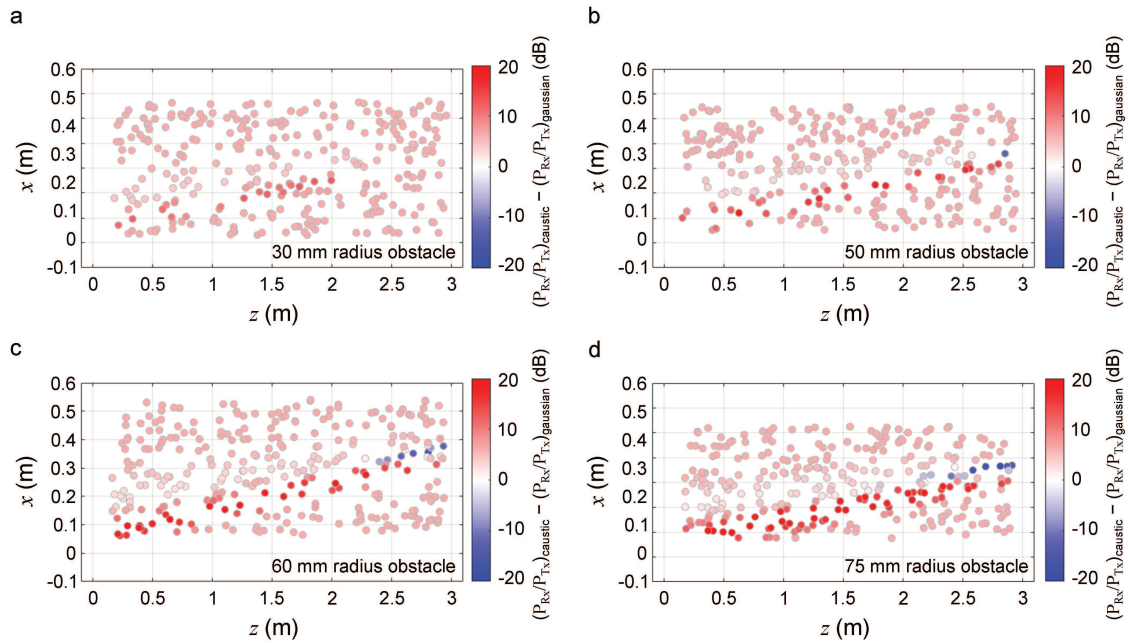 a
0.6
0.5
0.4
0.3
0.2
0.1
0
-0.1
0 0.5 1 1.5 2 2.5 3
x (m)
z (m)
30 mm radius obstacle
20
10
0
-10
-20
(PRx/PTx)caustic − (PRx/PTx)gaussian (dB)
b
0.6
0.5
0.4
0.3
0.2
0.1
0
-0.1
0 0.5 1 1.5 2 2.5 3
x (m)
z (m)
50 mm radius obstacle
20
10
0
-10
-20
(PRx/PTx)caustic − (PRx/PTx)gaussian (dB)
c
0.6
0.5
0.4
0.3
0.2
0.1
0
-0.1
0 0.5 1 1.5 2 2.5 3
x (m)
z (m)
60 mm radius obstacle
20
10
0
-10
-20
(PRx/PTx)caustic − (PRx/PTx)gaussian (dB)
d
0.6
0.5
0.4
0.3
0.2
0.1
0
-0.1
0 0.5 1 1.5 2 2.5 3
x (m)
z (m)
75 mm radius obstacle
20
10
0
-10
-20
(PRx/PTx)caustic − (PRx/PTx)gaussian (dB)